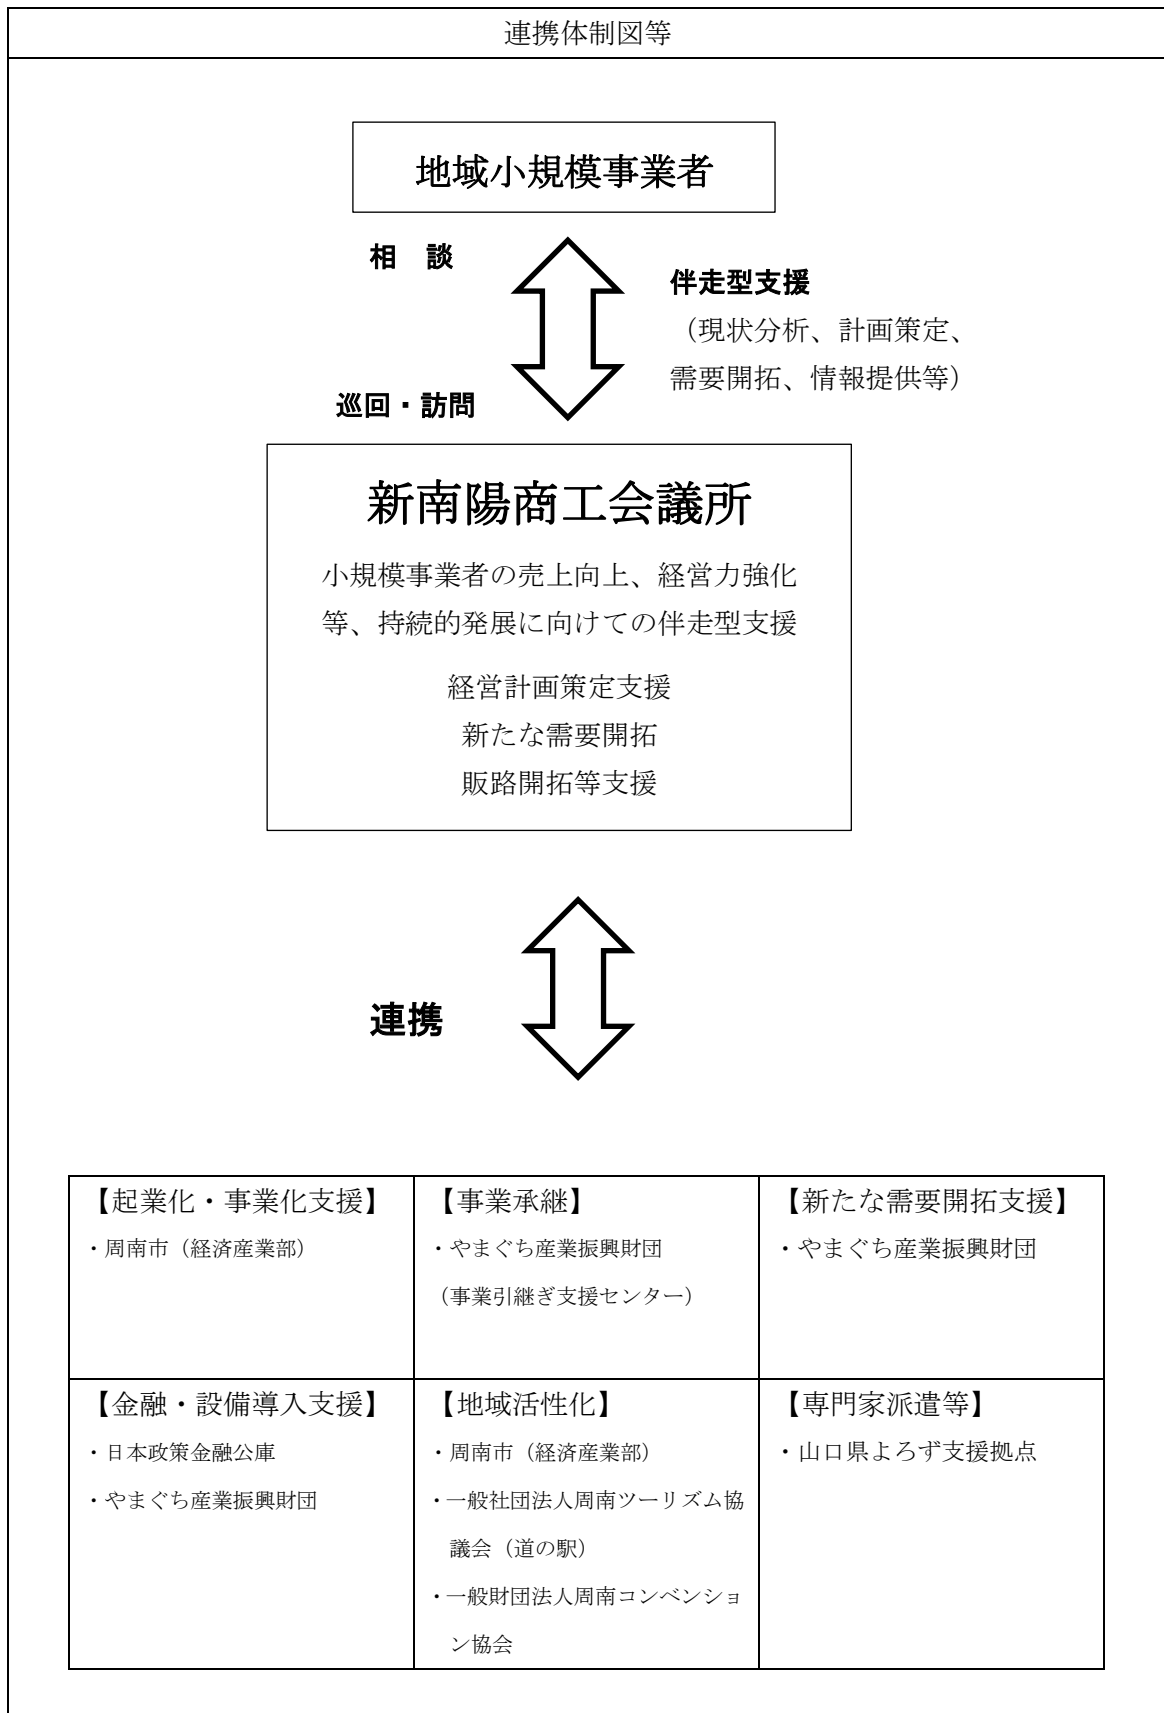 連携体制図等
地域小規模事業者
相　談
伴走型支援
（現状分析、計画策定、
需要開拓、情報提供等）
巡回・訪問
新南陽商工会議所
小規模事業者の売上向上、経営力強化
等、持続的発展に向けての伴走型支援
経営計画策定支援
新たな需要開拓
販路開拓等支援
連携
【起業化・事業化支援】
・周南市（経済産業部）
【事業承継】
・やまぐち産業振興財団
（事業引継ぎ支援センター）
【新たな需要開拓支援】
・やまぐち産業振興財団
【金融・設備導入支援】
・日本政策金融公庫
・やまぐち産業振興財団
【地域活性化】
・周南市（経済産業部）
・一般社団法人周南ツーリズム協
議会（道の駅）
・一般財団法人周南コンベンショ
ン協会
【専門家派遣等】
・山口県よろず支援拠点